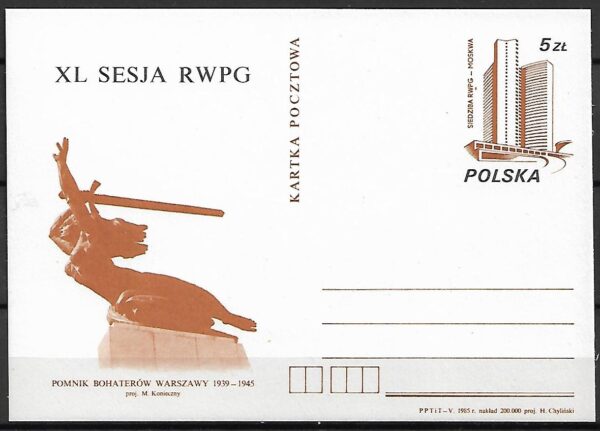 XL SESJA RWPG
POMNIK BOHATERÓW WARSZAWY 1939–1945
proj. M. Konieczny
KARTKA POCZTOWA
SIEDZIBA RWPG – MOSKWA
5 ZŁ
POLSKA
PPTiT–V. 1985 r. nakład 200.000 proj. H. Chyliński